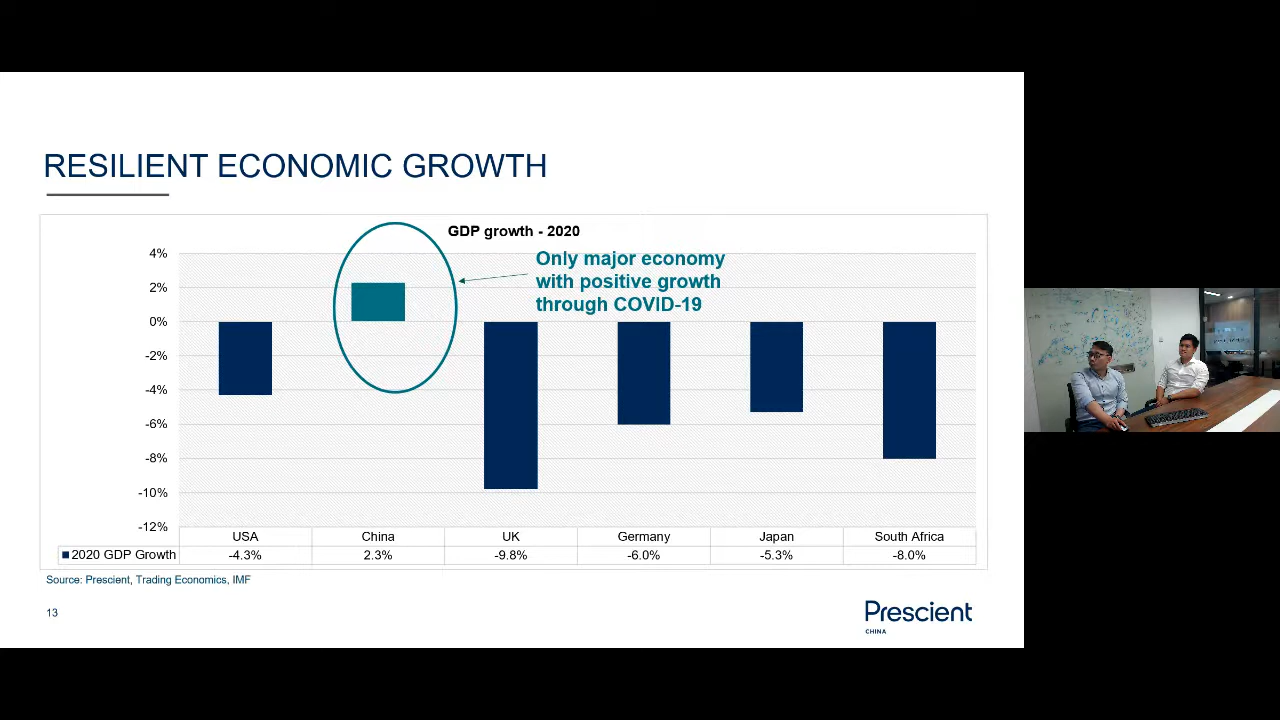 RESILIENT ECONOMIC GROWTH
GDP growth - 2020
Only major economy
with positive growth
through COVID-19
4%
2%
0%
-2%
-4%
-6%
-8%
-10%
-12%
USA China UK Germany Japan South Africa
2020 GDP Growth -4.3% 2.3% -9.8% -6.0% -5.3% -8.0%
Source: Prescient, Trading Economics, IMF
13
Prescient
CHINA